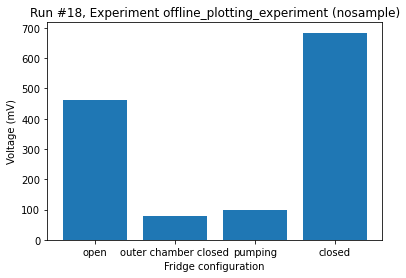 Run #18, Experiment offline_plotting_experiment (nosample)
700
600
500
400
300
200
100
0
Voltage (mV)
open outer chamber closed pumping closed
Fridge configuration